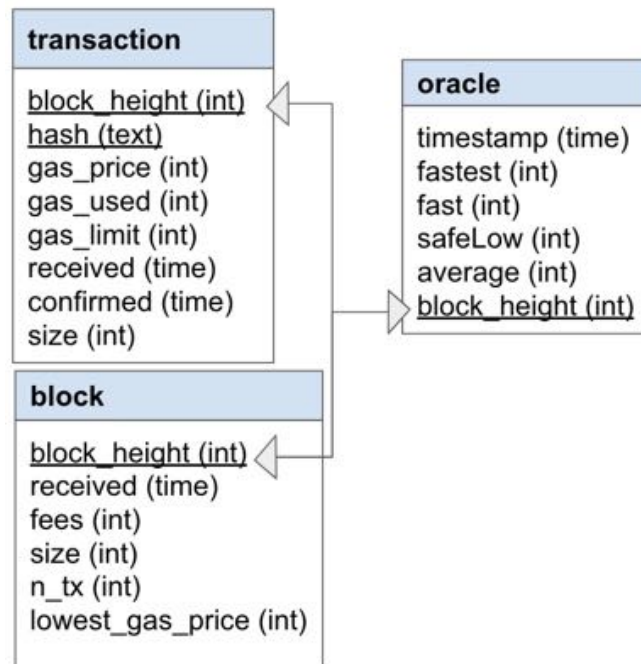 transaction
block_height (int)
hash (text)
gas_price (int)
gas_used (int)
gas_limit (int)
received (time)
confirmed (time)
size (int)
oracle
timestamp (time)
fastest (int)
fast (int)
safeLow (int)
average (int)
block_height (int)
block
block_height (int)
received (time)
fees (int)
size (int)
n_tx (int)
lowest_gas_price (int)